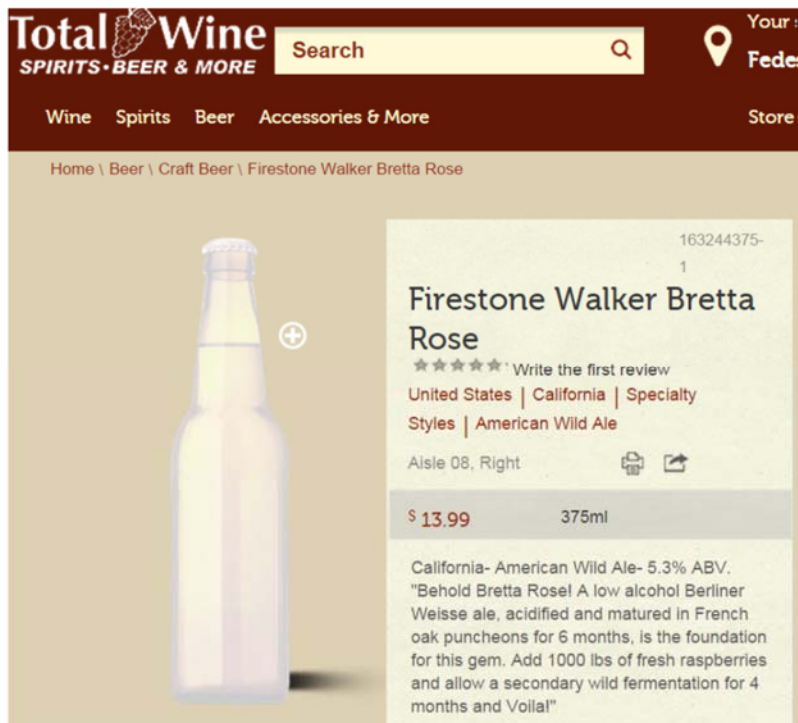 Total Wine
SPIRITS·BEER & MORE
Search
Your
Fede
Wine Spirits Beer Accessories & More
Store
Home \ Beer \ Craft Beer \ Firestone Walker Bretta Rose
163244375-
1
Firestone Walker Bretta
Rose
Write the first review
United States | California | Specialty
Styles | American Wild Ale
Aisle 08, Right
$ 13.99 375ml
California- American Wild Ale- 5.3% ABV.
"Behold Bretta Rose! A low alcohol Berliner
Weisse ale, acidified and matured in French
oak puncheons for 6 months, is the foundation
for this gem. Add 1000 lbs of fresh raspberries
and allow a secondary wild fermentation for 4
months and Voila!"